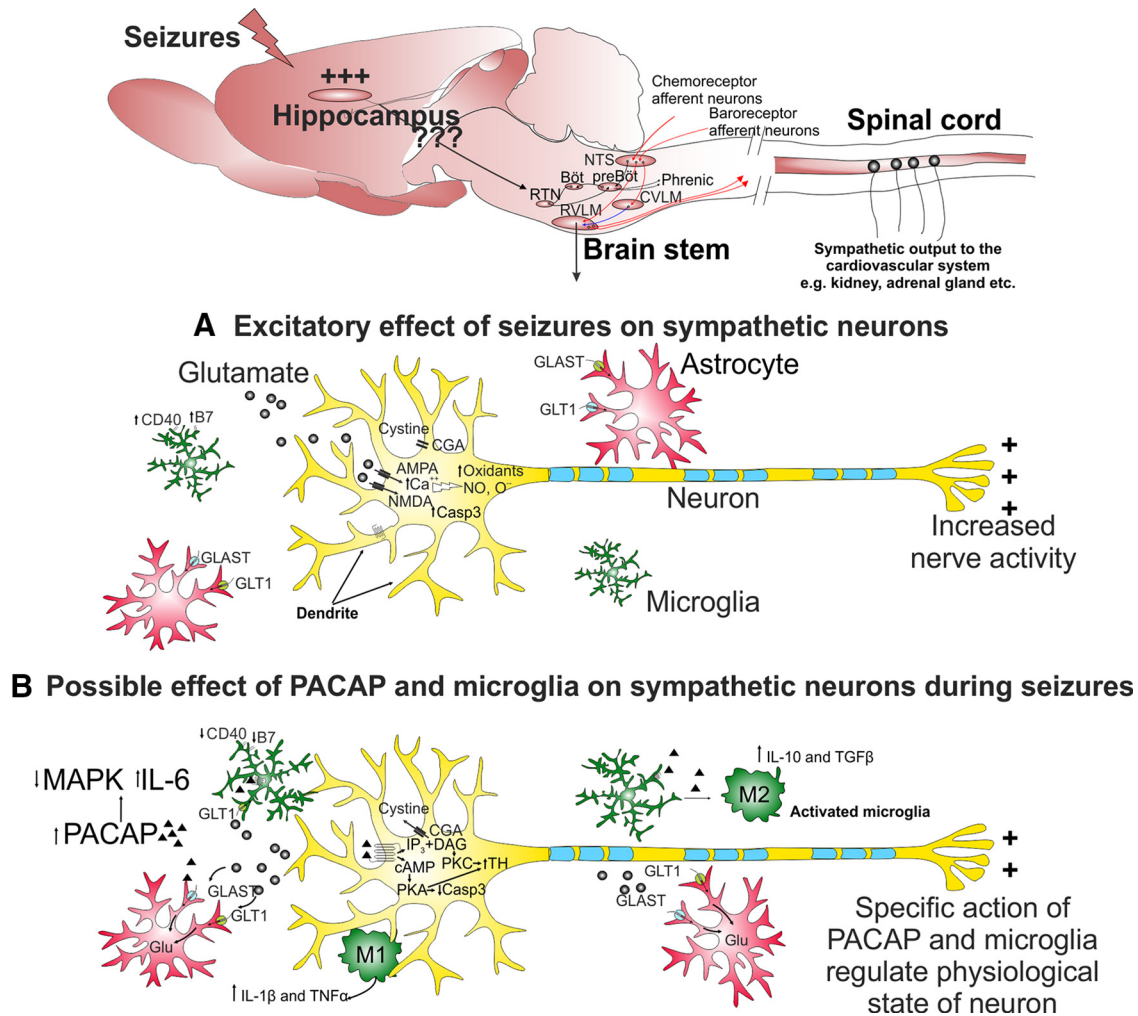 Seizures
+++
Hippocampus
???
Chemoreceptor
afferent neurons
Baroreceptor
afferent neurons
Spinal cord
NTS
Böt preBöt
Phrenic
RTN
RVLM
CVLM
Brain stem
Sympathetic output to the
cardiovascular system
e.g. kidney, adrenal gland etc.
A Excitatory effect of seizures on sympathetic neurons
Glutamate
↑CD40 ↑B7
Cystine
CGA
AMPA
↑Ca⁺⁺
NMDA
↑Oxidants
NO, O⁻
↑Casp3
GLAST
GLT1
Astrocyte
Neuron
+
+
+
Increased
nerve activity
GLAST
GLT1
Dendrite
Microglia
B Possible effect of PACAP and microglia on sympathetic neurons during seizures
↓CD40 ↓B7
↓MAPK ↑IL-6
↑PACAP
GLT1
Cystine
CGA
IP₃+DAG
cAMP
PKC→↑TH
PKA→↓Casp3
GLAST
GLT1
Glu
M1
↑ IL-1β and TNFα
↑ IL-10 and TGFβ
M2
Activated microglia
GLT1
GLAST
Glu
+
+
Specific action of
PACAP and microglia
regulate physiological
state of neuron